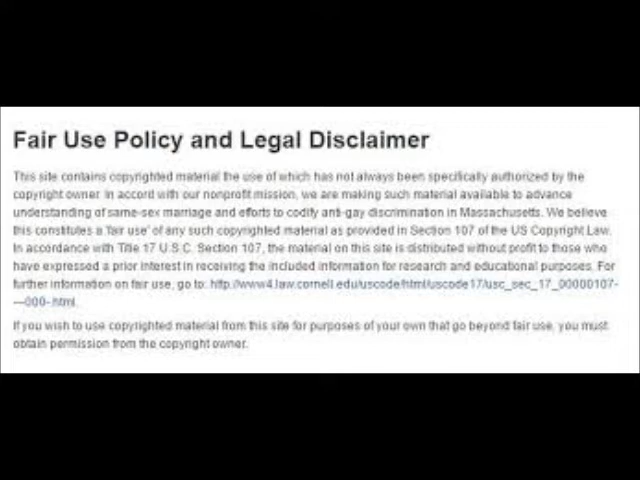 Fair Use Policy and Legal Disclaimer
This site contains copyrighted material the use of which has not always been specifically authorized by the
copyright owner. In accord with our nonprofit mission, we are making such material available to advance
understanding of same-sex marriage and efforts to codify anti-gay discrimination in Massachusetts. We believe
this constitutes a 'fair use' of any such copyrighted material as provided in Section 107 of the US Copyright Law.
In accordance with Title 17 U.S.C. Section 107, the material on this site is distributed without profit to those who
have expressed a prior interest in receiving the included information for research and educational purposes. For
further information on fair use, go to: http://www4.law.cornell.edu/uscode/html/uscode17/usc_sec_17_00000107-
---000-.html.
If you wish to use copyrighted material from this site for purposes of your own that go beyond fair use, you must
obtain permission from the copyright owner.